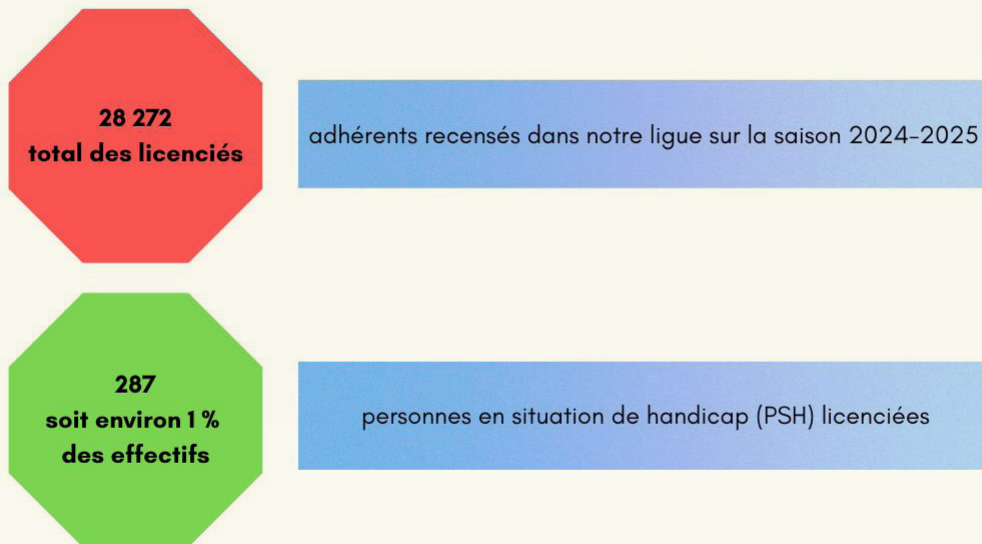 28 272
total des licenciés
adhérents recensés dans notre ligue sur la saison 2024-2025
287
soit environ 1 %
des effectifs
personnes en situation de handicap (PSH) licenciées